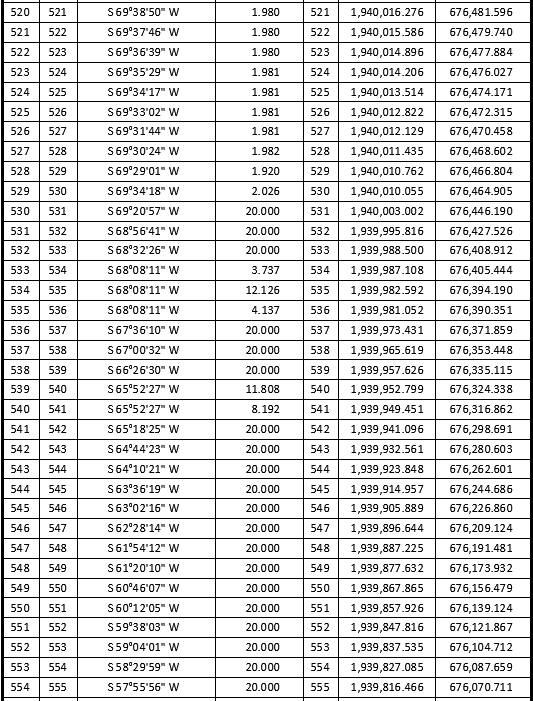 520 521 S 69°38'50" W 1.980 521 1,940,016.276 676,481.596
521 522 S 69°37'46" W 1.980 522 1,940,015.586 676,479.740
522 523 S 69°36'39" W 1.980 523 1,940,014.896 676,477.884
523 524 S 69°35'29" W 1.981 524 1,940,014.206 676,476.027
524 525 S 69°34'17" W 1.981 525 1,940,013.514 676,474.171
525 526 S 69°33'02" W 1.981 526 1,940,012.822 676,472.315
526 527 S 69°31'44" W 1.981 527 1,940,012.129 676,470.458
527 528 S 69°30'24" W 1.982 528 1,940,011.435 676,468.602
528 529 S 69°29'01" W 1.920 529 1,940,010.762 676,466.804
529 530 S 69°34'18" W 2.026 530 1,940,010.055 676,464.905
530 531 S 69°20'57" W 20.000 531 1,940,003.002 676,446.190
531 532 S 68°56'41" W 20.000 532 1,939,995.816 676,427.526
532 533 S 68°32'26" W 20.000 533 1,939,988.500 676,408.912
533 534 S 68°08'11" W 3.737 534 1,939,987.108 676,405.444
534 535 S 68°08'11" W 12.126 535 1,939,982.592 676,394.190
535 536 S 68°08'11" W 4.137 536 1,939,981.052 676,390.351
536 537 S 67°36'10" W 20.000 537 1,939,973.431 676,371.859
537 538 S 67°00'32" W 20.000 538 1,939,965.619 676,353.448
538 539 S 66°26'30" W 20.000 539 1,939,957.626 676,335.115
539 540 S 65°52'27" W 11.808 540 1,939,952.799 676,324.338
540 541 S 65°52'27" W 8.192 541 1,939,949.451 676,316.862
541 542 S 65°18'25" W 20.000 542 1,939,941.096 676,298.691
542 543 S 64°44'23" W 20.000 543 1,939,932.561 676,280.603
543 544 S 64°10'21" W 20.000 544 1,939,923.848 676,262.601
544 545 S 63°36'19" W 20.000 545 1,939,914.957 676,244.686
545 546 S 63°02'16" W 20.000 546 1,939,905.889 676,226.860
546 547 S 62°28'14" W 20.000 547 1,939,896.644 676,209.124
547 548 S 61°54'12" W 20.000 548 1,939,887.225 676,191.481
548 549 S 61°20'10" W 20.000 549 1,939,877.632 676,173.932
549 550 S 60°46'07" W 20.000 550 1,939,867.865 676,156.479
550 551 S 60°12'05" W 20.000 551 1,939,857.926 676,139.124
551 552 S 59°38'03" W 20.000 552 1,939,847.816 676,121.867
552 553 S 59°04'01" W 20.000 553 1,939,837.535 676,104.712
553 554 S 58°29'59" W 20.000 554 1,939,827.085 676,087.659
554 555 S 57°55'56" W 20.000 555 1,939,816.466 676,070.711